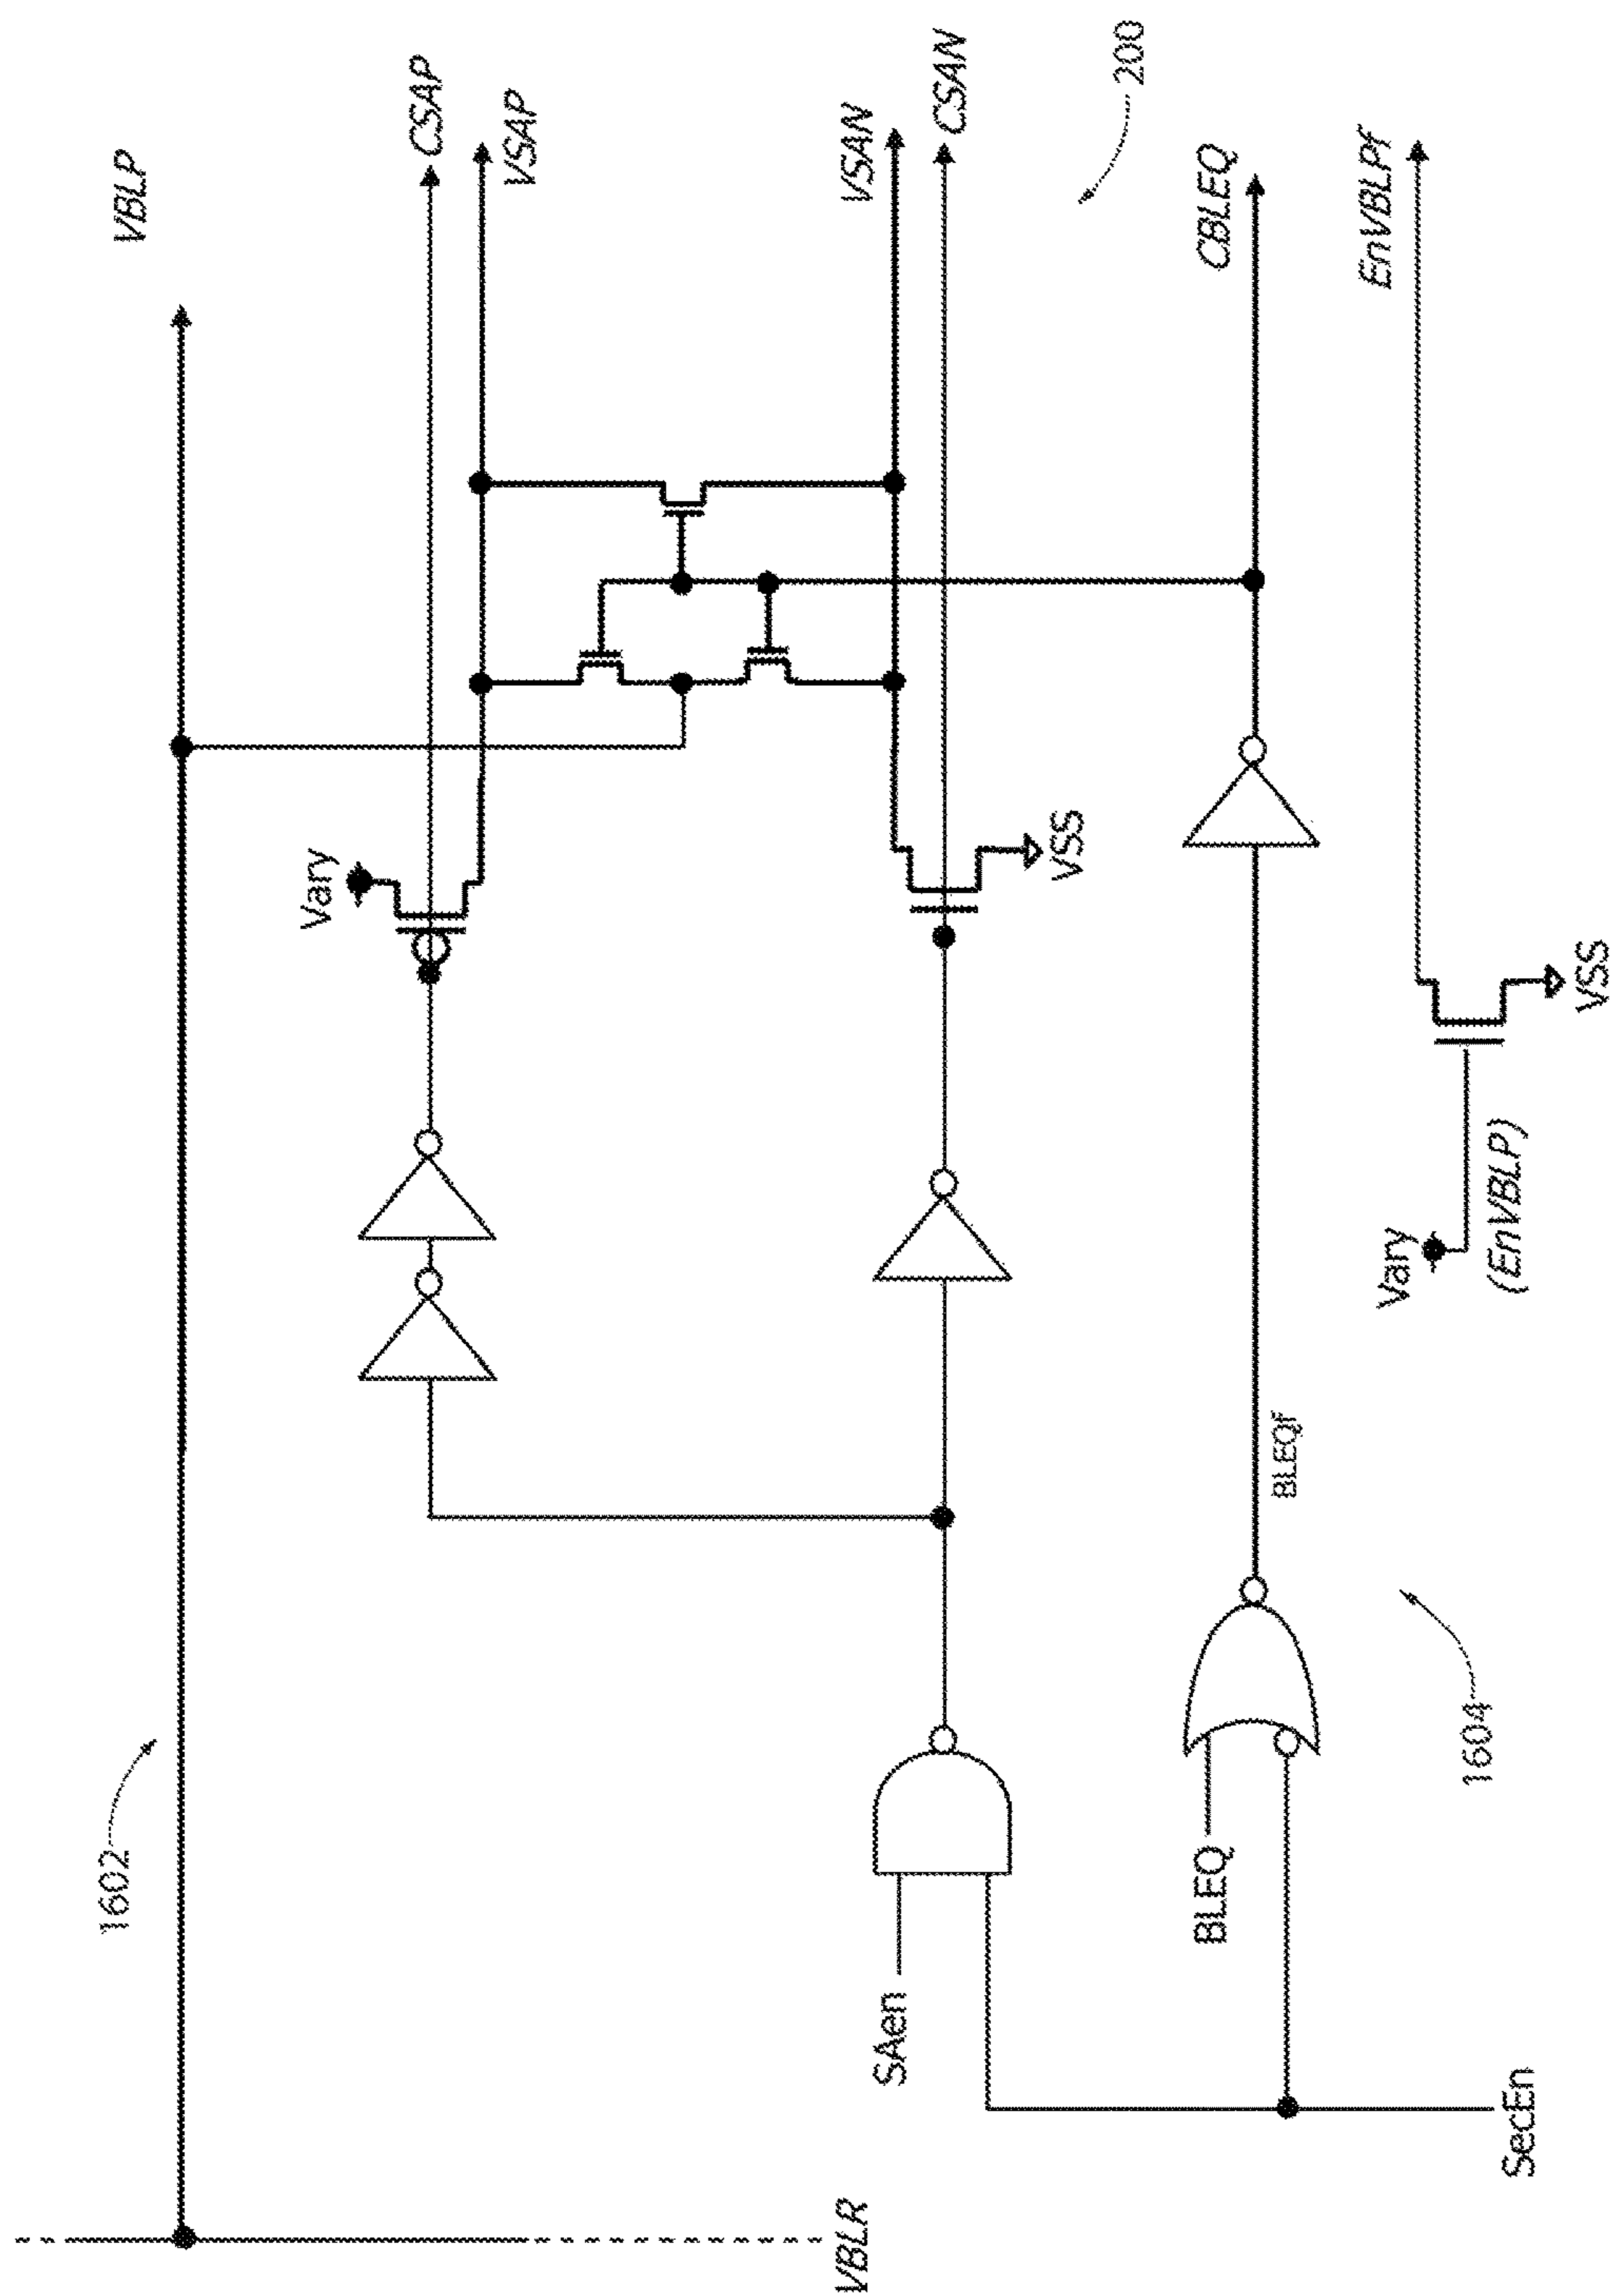 VBLP
CSAP
VSAP
VSAN
CSAN
200
CBLEQ
EnVBLPf
Vary
VSS
VSS
Vary
(EnVBLP)
BLEQf
1602
1604
SAen
BLEQ
SecEn
VBLR